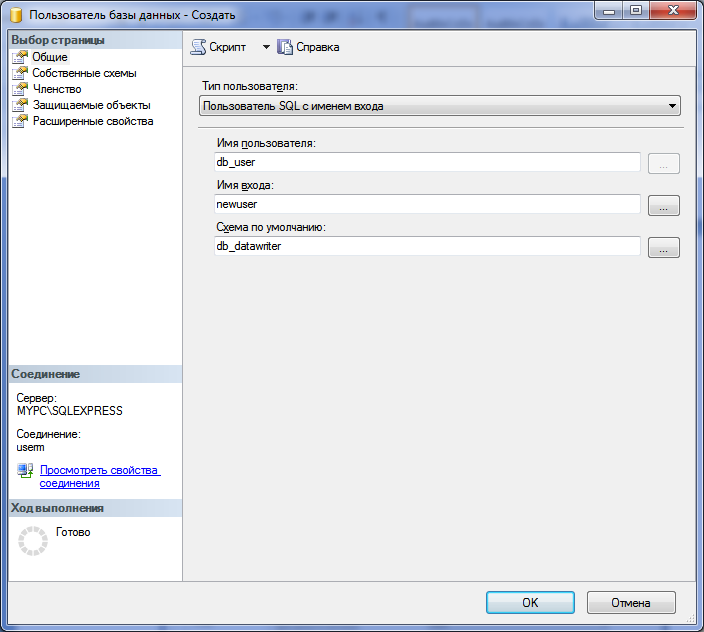 Пользователь базы данных - Создать
Выбор страницы
Общие
Собственные схемы
Членство
Защищаемые объекты
Расширенные свойства
Скрипт
Справка
Тип пользователя:
Пользователь SQL с именем входа
Имя пользователя:
db_user
...
Имя входа:
newuser
...
Схема по умолчанию:
db_datawriter
...
Соединение
Сервер:
MYPC\SQLEXPRESS
Соединение:
userm
Просмотреть свойства
соединения
Ход выполнения
Готово
OK
Отмена